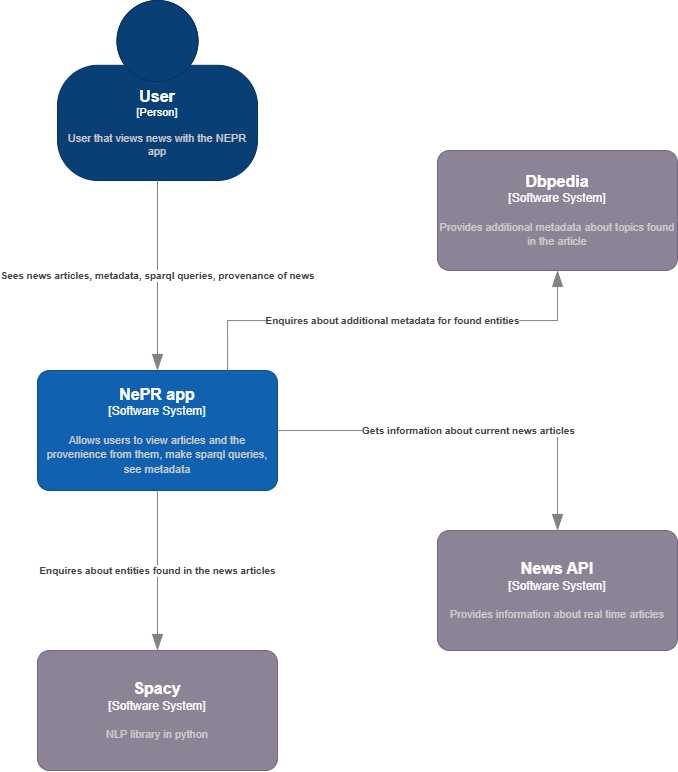 User
[Person]
User that views news with the NEPR
app
Dbpedia
[Software System]
Provides additional metadata about topics found
in the article
Sees news articles, metadata, sparql queries, provenance of news
Enquires about additional metadata for found entities
NePR app
[Software System]
Allows users to view articles and the
provenience from them, make sparql queries,
see metadata
Gets information about current news articles
News API
[Software System]
Provides information about real time articles
Enquires about entities found in the news articles
Spacy
[Software System]
NLP library in python